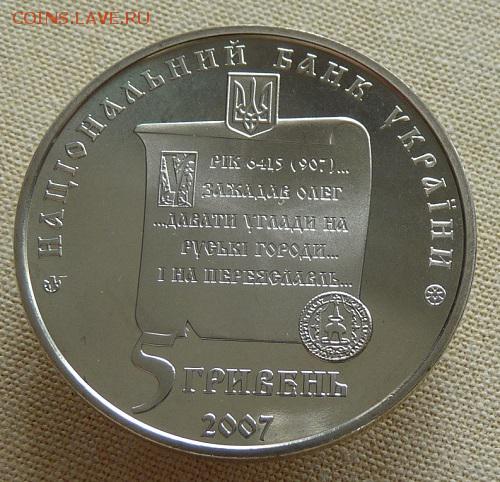 COINS.LAVE.RU
НАЦІОНАЛЬНИЙ БАНК УКРАЇНИ
У РІК 6415 (907)...
ЗАЖАДАВ ОЛЕГ
...ДАВАТИ УГЛАДИ НА
РУСЬКІ ГОРОДИ...
І НА ПЕРЕЯСЛАВЛЬ...
5 ГРИВЕНЬ
2007